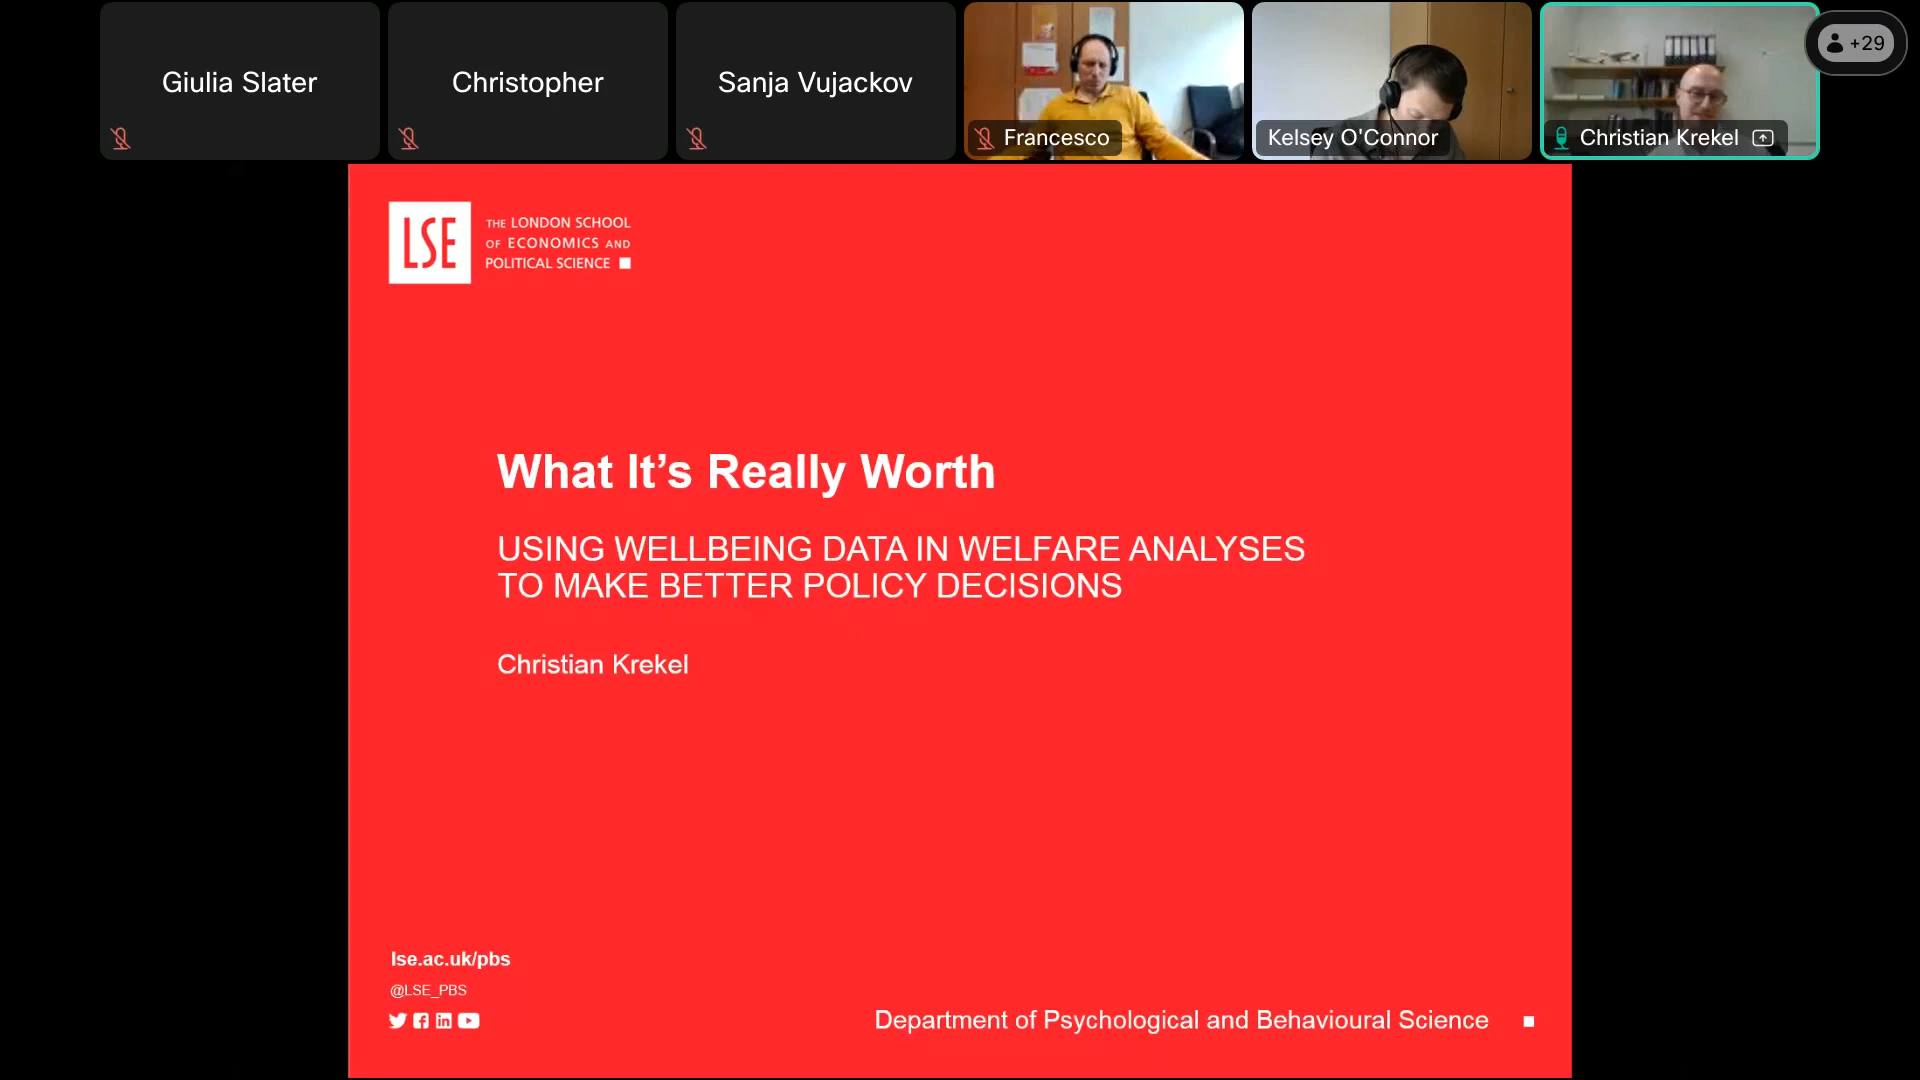 Giulia Slater
Christopher
Sanja Vujackov
Francesco
Kelsey O'Connor
Christian Krekel
+29
LSE
THE LONDON SCHOOL
OF ECONOMICS AND
POLITICAL SCIENCE
What It’s Really Worth
USING WELLBEING DATA IN WELFARE ANALYSES
TO MAKE BETTER POLICY DECISIONS
Christian Krekel
lse.ac.uk/pbs
@LSE_PBS
Department of Psychological and Behavioural Science